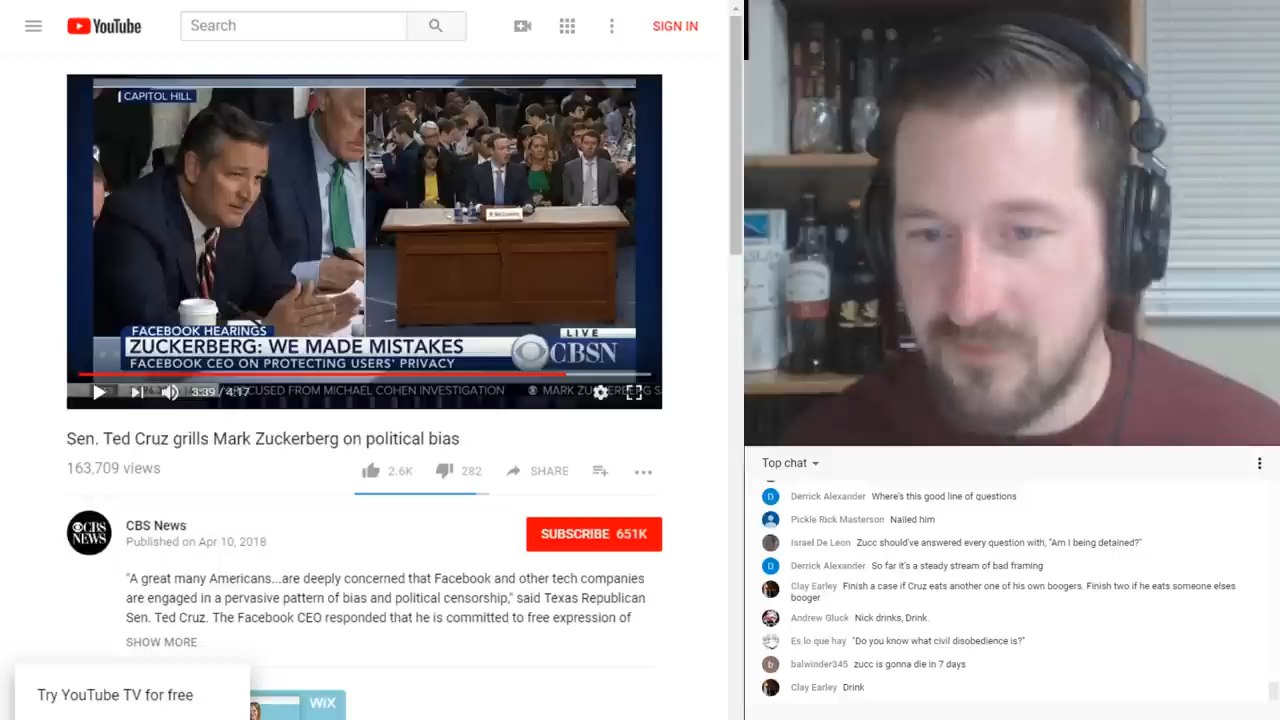 YouTube
Search
SIGN IN
CAPITOL HILL
FACEBOOK HEARINGS
ZUCKERBERG: WE MADE MISTAKES
FACEBOOK CEO ON PROTECTING USERS' PRIVACY
LIVE
CBSN
3:39 / 4:17
CUSED FROM MICHAEL COHEN INVESTIGATION
MARK ZU
Sen. Ted Cruz grills Mark Zuckerberg on political bias
163,709 views
2.6K
282
SHARE
CBS NEWS
CBS News
Published on Apr 10, 2018
SUBSCRIBE 651K
"A great many Americans...are deeply concerned that Facebook and other tech companies
are engaged in a pervasive pattern of bias and political censorship," said Texas Republican
Sen. Ted Cruz. The Facebook CEO responded that he is committed to free expression of
SHOW MORE
Try YouTube TV for free
WiX
Top chat
D Derrick Alexander Where's this good line of questions
Pickle Rick Masterson Nailed him
Israel De Leon Zucc should've answered every question with, "Am I being detained?"
D Derrick Alexander So far it's a steady stream of bad framing
Clay Earley Finish a case if Cruz eats another one of his own boogers. Finish two if he eats someone elses
booger
Andrew Gluck Nick drinks, Drink.
Es lo que hay "Do you know what civil disobedience is?"
b balwinder345 zucc is gonna die in 7 days
Clay Earley Drink